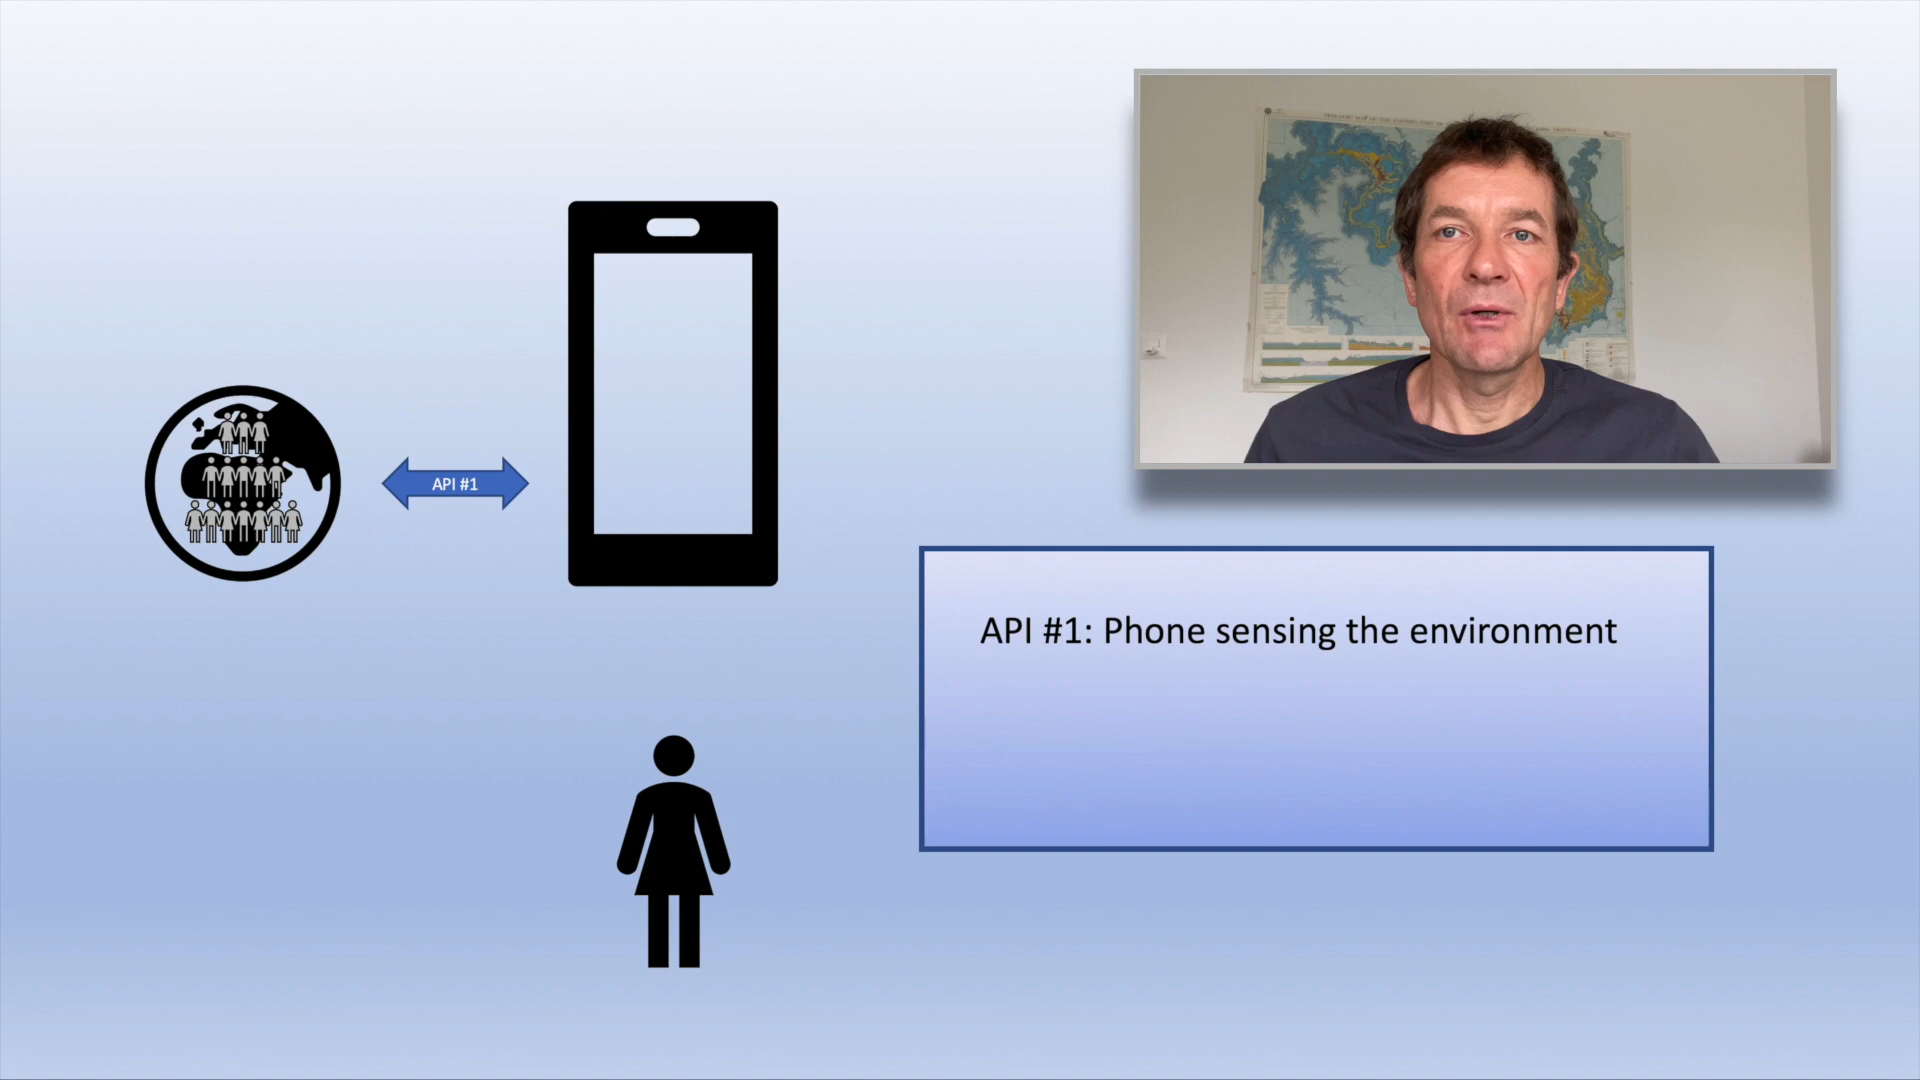 API #1
API #1: Phone sensing the environment